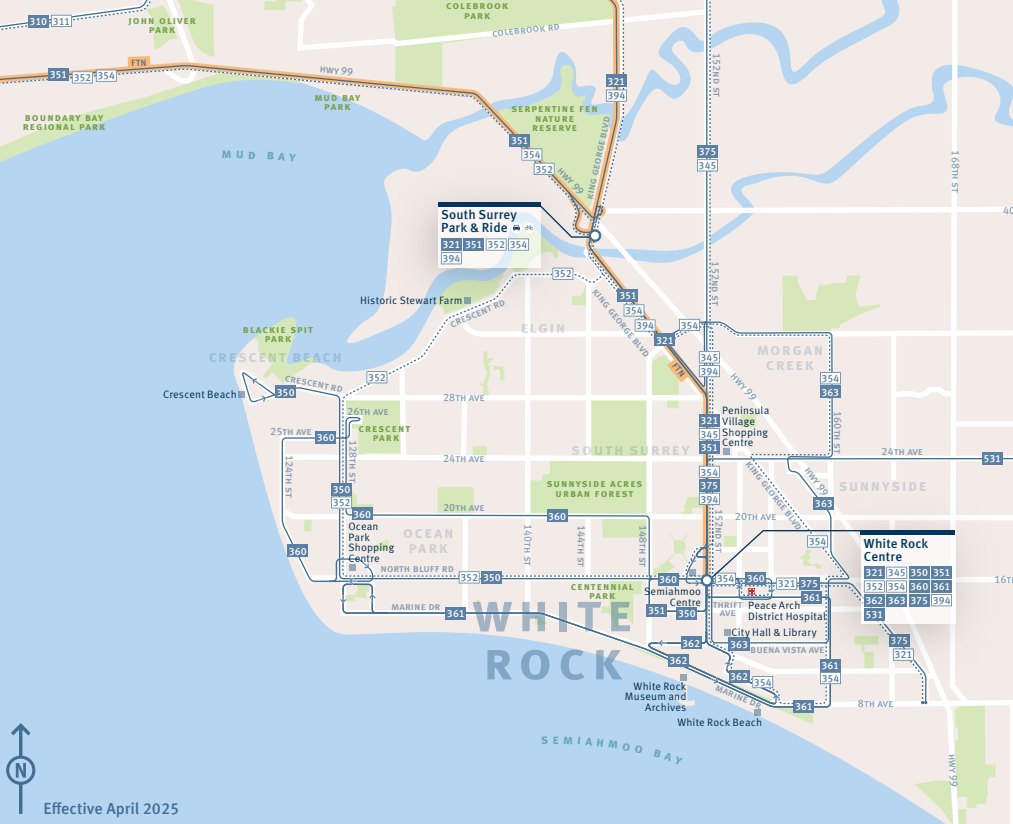 310 311
JOHN OLIVER
PARK
COLEBROOK
PARK
COLEBROOK RD
FTN
351 352 354
HWY 99
MUD BAY
PARK
BOUNDARY BAY
REGIONAL PARK
MUD BAY
SERPENTINE FEN
NATURE
RESERVE
321
394
KING GEORGE BLVD
152ND ST
351
354
352
HWY 99
375
345
168TH ST
40
South Surrey
Park & Ride
321 351 352 354
394
352
Historic Stewart Farm
CRESCENT RD
152ND ST
351
354
394
321
354
KING GEORGE BLVD
ELGIN
BLACKIE SPIT
PARK
CRESCENT BEACH
345
394
FTN
MORGAN
CREEK
354
363
HWY 99
Crescent Beach
350
CRESCENT RD
352
28TH AVE
26TH AVE
CRESCENT
PARK
25TH AVE
360
321
345
351
Peninsula
Village
Shopping
Centre
160TH ST
128TH ST
124TH ST
24TH AVE
SOUTH SURREY
24TH AVE
531
354
375
394
KING GEORGE BLVD
HWY 99
SUNNYSIDE
SUNNYSIDE ACRES
URBAN FOREST
350
352
360
20TH AVE
360
363
152ND ST
20TH AVE
Ocean
Park
Shopping
Centre
OCEAN
PARK
140TH ST
144TH ST
148TH ST
354
360
White Rock
Centre
321 345 350 351
352 354 360 361
362 363 375 394
531
NORTH BLUFF RD
352 350
360
354 360 321 375
16TH
CENTENNIAL
PARK
Semiahmoo
Centre
351 350
THRIFT
AVE
361
Peace Arch
District Hospital
MARINE DR
361
WHITE
ROCK
City Hall & Library
362
363
BUENA VISTA AVE
375
321
362
362
354
361
354
White Rock
Museum and
Archives
MARINE DR
361
8TH AVE
White Rock Beach
SEMIAHMOO BAY
HWY 99
N
Effective April 2025